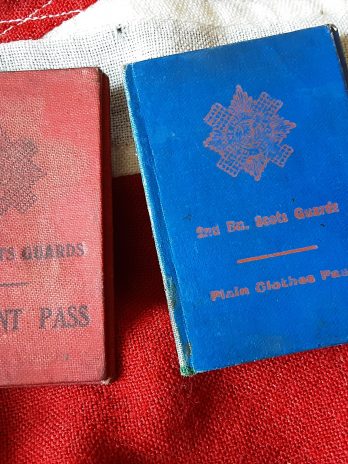 TS GUARDS
NT PASS
2nd Bn. Scots Guards
Plain Clothes Pass